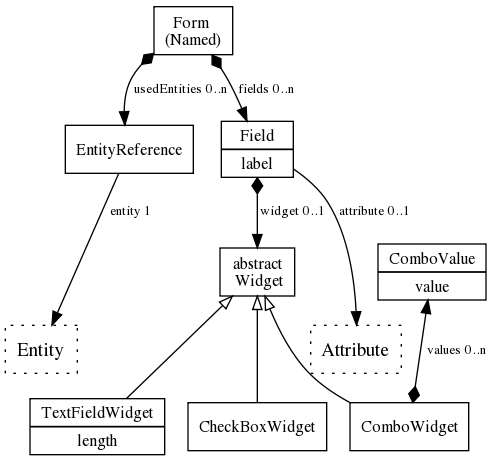 Form
(Named)
usedEntities 0..n
fields 0..n
EntityReference
Field
label
entity 1
widget 0..1
attribute 0..1
abstract
Widget
ComboValue
value
Entity
Attribute
values 0..n
TextFieldWidget
length
CheckBoxWidget
ComboWidget